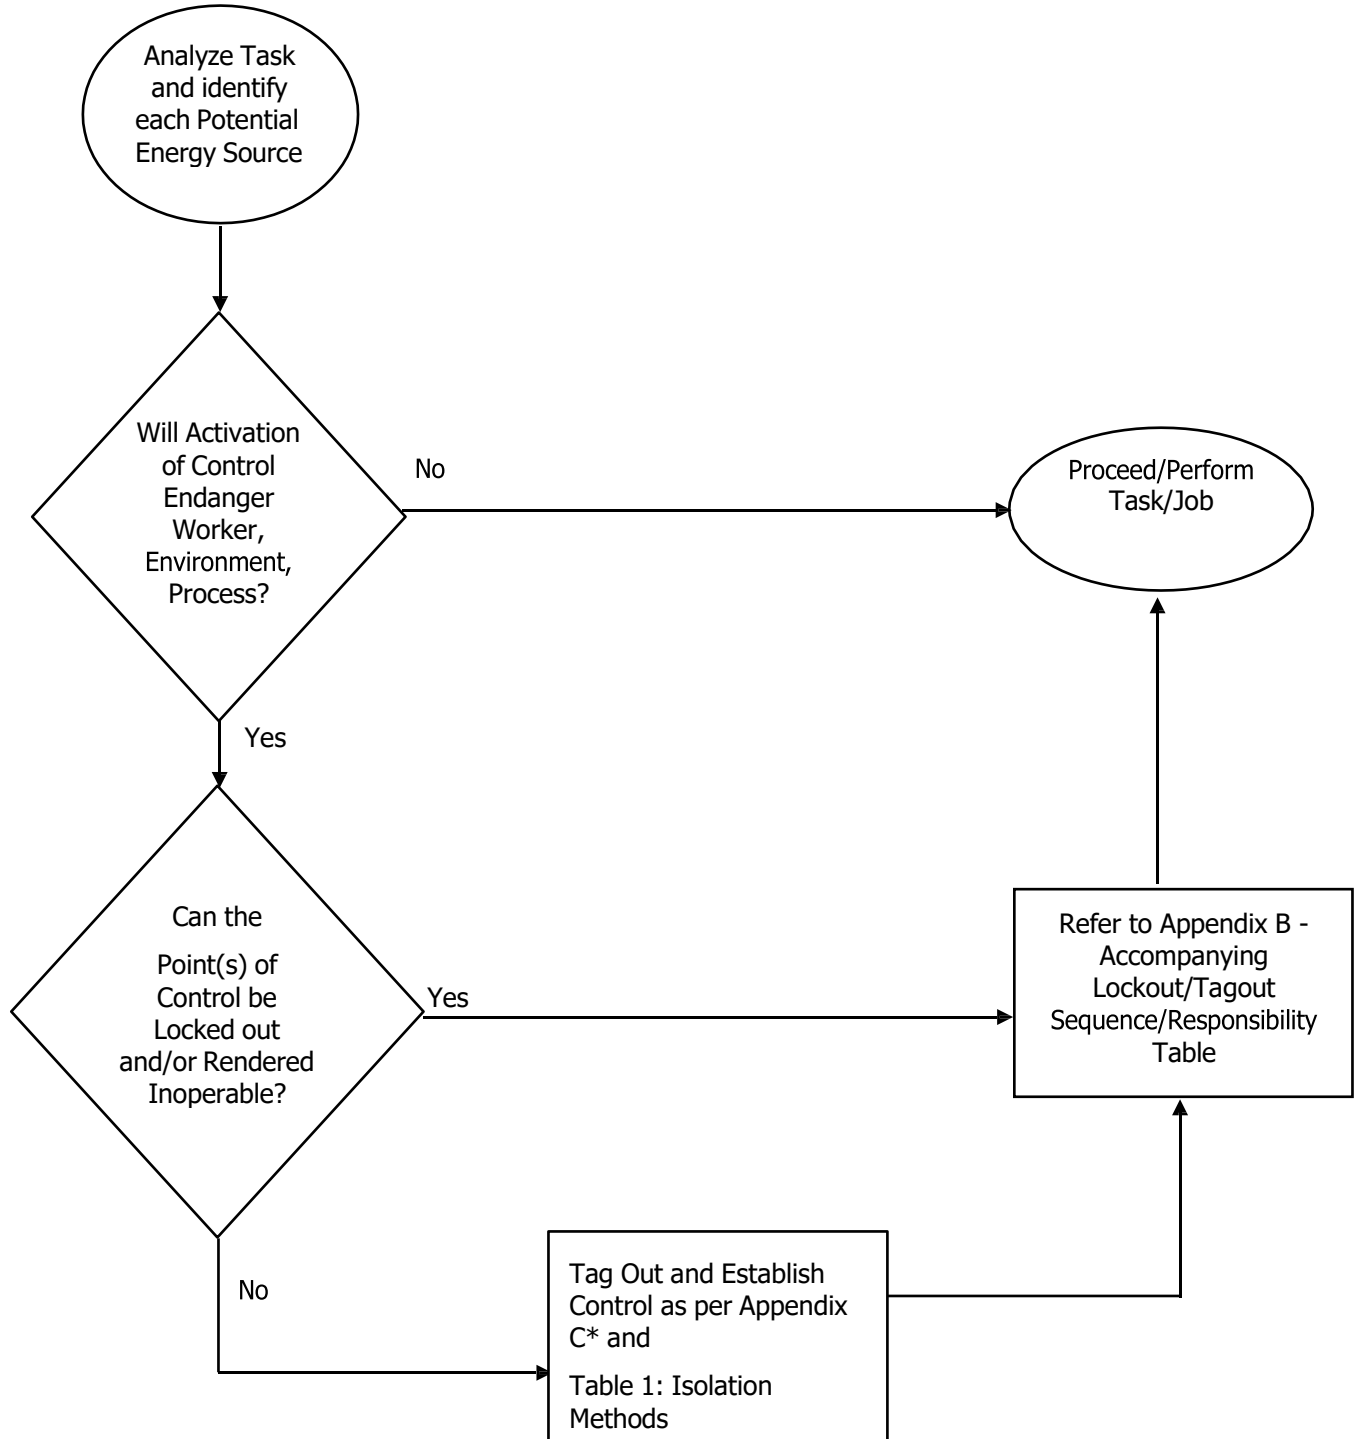 Analyze Task
and identify
each Potential
Energy Source
Will Activation
of Control
Endanger
Worker,
Environment,
Process?
No
Proceed/Perform
Task/Job
Yes
Can the
Point(s) of
Control be
Locked out
and/or Rendered
Inoperable?
Yes
Refer to Appendix B -
Accompanying
Lockout/Tagout
Sequence/Responsibility
Table
No
Tag Out and Establish
Control as per Appendix
C* and
Table 1: Isolation
Methods